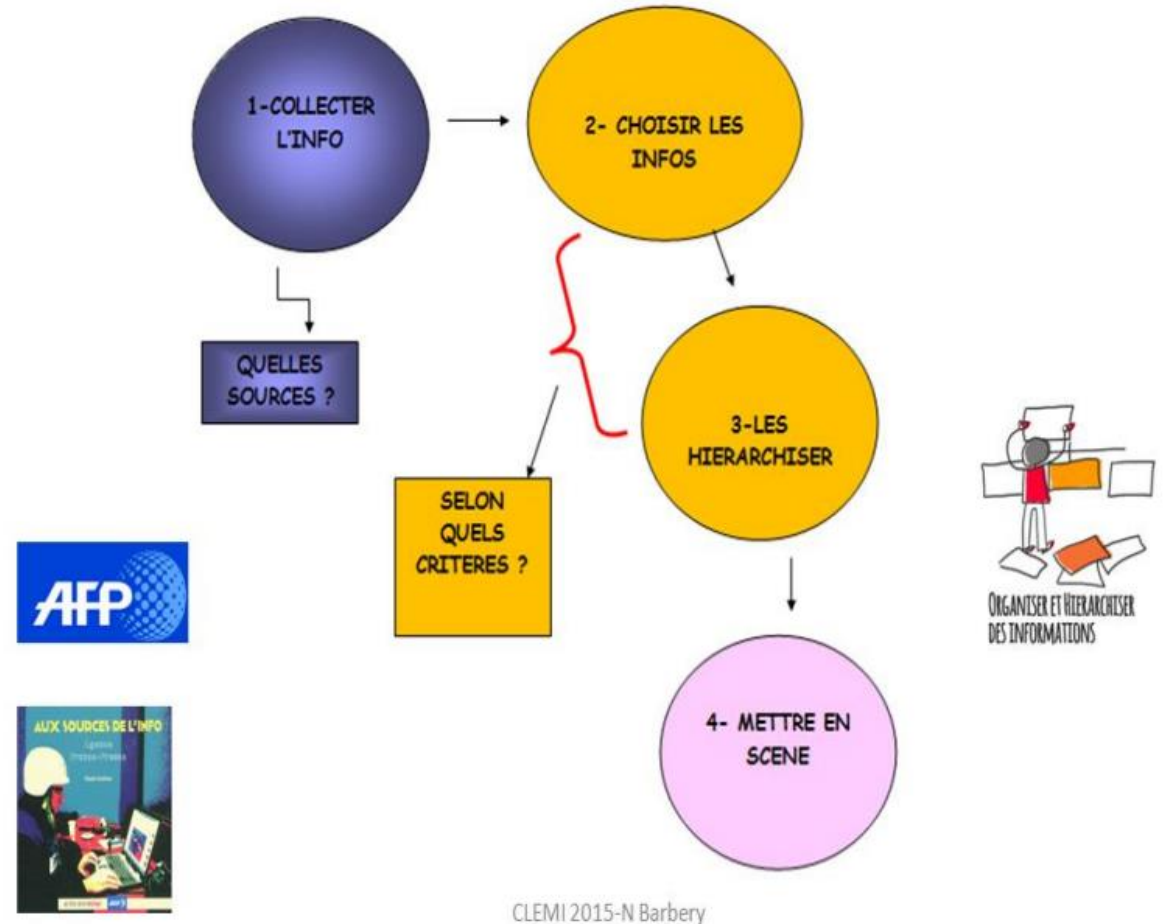 1-COLLECTER
L'INFO
2- CHOISIR LES
INFOS
QUELLES
SOURCES ?
3-LES
HIERARCHISER
SELON
QUELS
CRITERES ?
ORGANISER ET HIERARCHISER
DES INFORMATIONS
AFP
4- METTRE EN
SCENE
AUX SOURCES DE L'INFO
CLEMI 2015-N Barbery